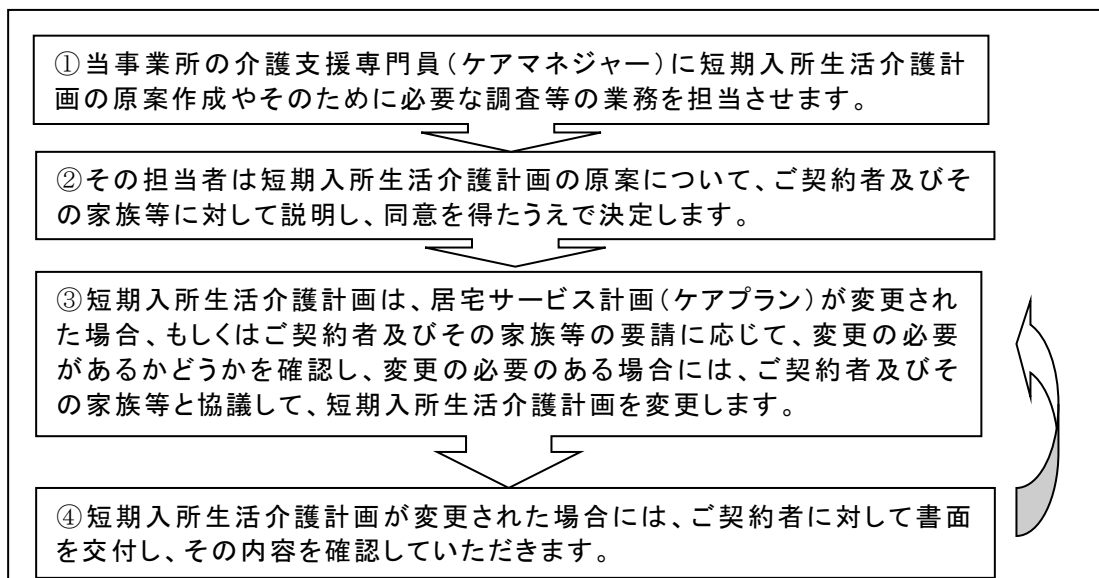 ①当事業所の介護支援専門員(ケアマネジャー)に短期入所生活介護計
画の原案作成やそのために必要な調査等の業務を担当させます。
②その担当者は短期入所生活介護計画の原案について、ご契約者及びそ
の家族等に対して説明し、同意を得たうえで決定します。
③短期入所生活介護計画は、居宅サービス計画(ケアプラン)が変更され
た場合、もしくはご契約者及びその家族等の要請に応じて、変更の必要
があるかどうかを確認し、変更の必要のある場合には、ご契約者及びそ
の家族等と協議して、短期入所生活介護計画を変更します。
④短期入所生活介護計画が変更された場合には、ご契約者に対して書面
を交付し、その内容を確認していただきます。